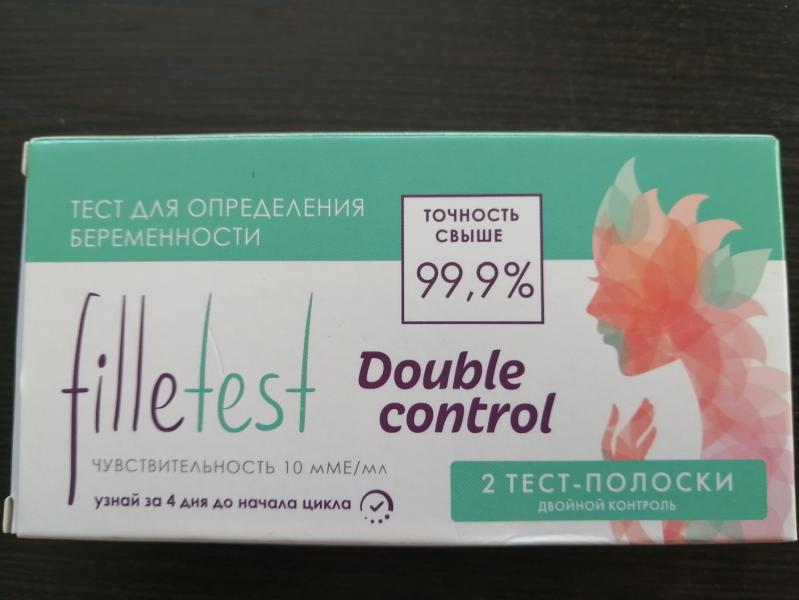 ТЕСТ ДЛЯ ОПРЕДЕЛЕНИЯ
БЕРЕМЕННОСТИ
ТОЧНОСТЬ
СВЫШЕ
99,9%
filletest
Double
control
ЧУВСТВИТЕЛЬНОСТЬ 10 мМЕ/мл
узнай за 4 дня до начала цикла
2 ТЕСТ-ПОЛОСКИ
ДВОЙНОЙ КОНТРОЛЬ